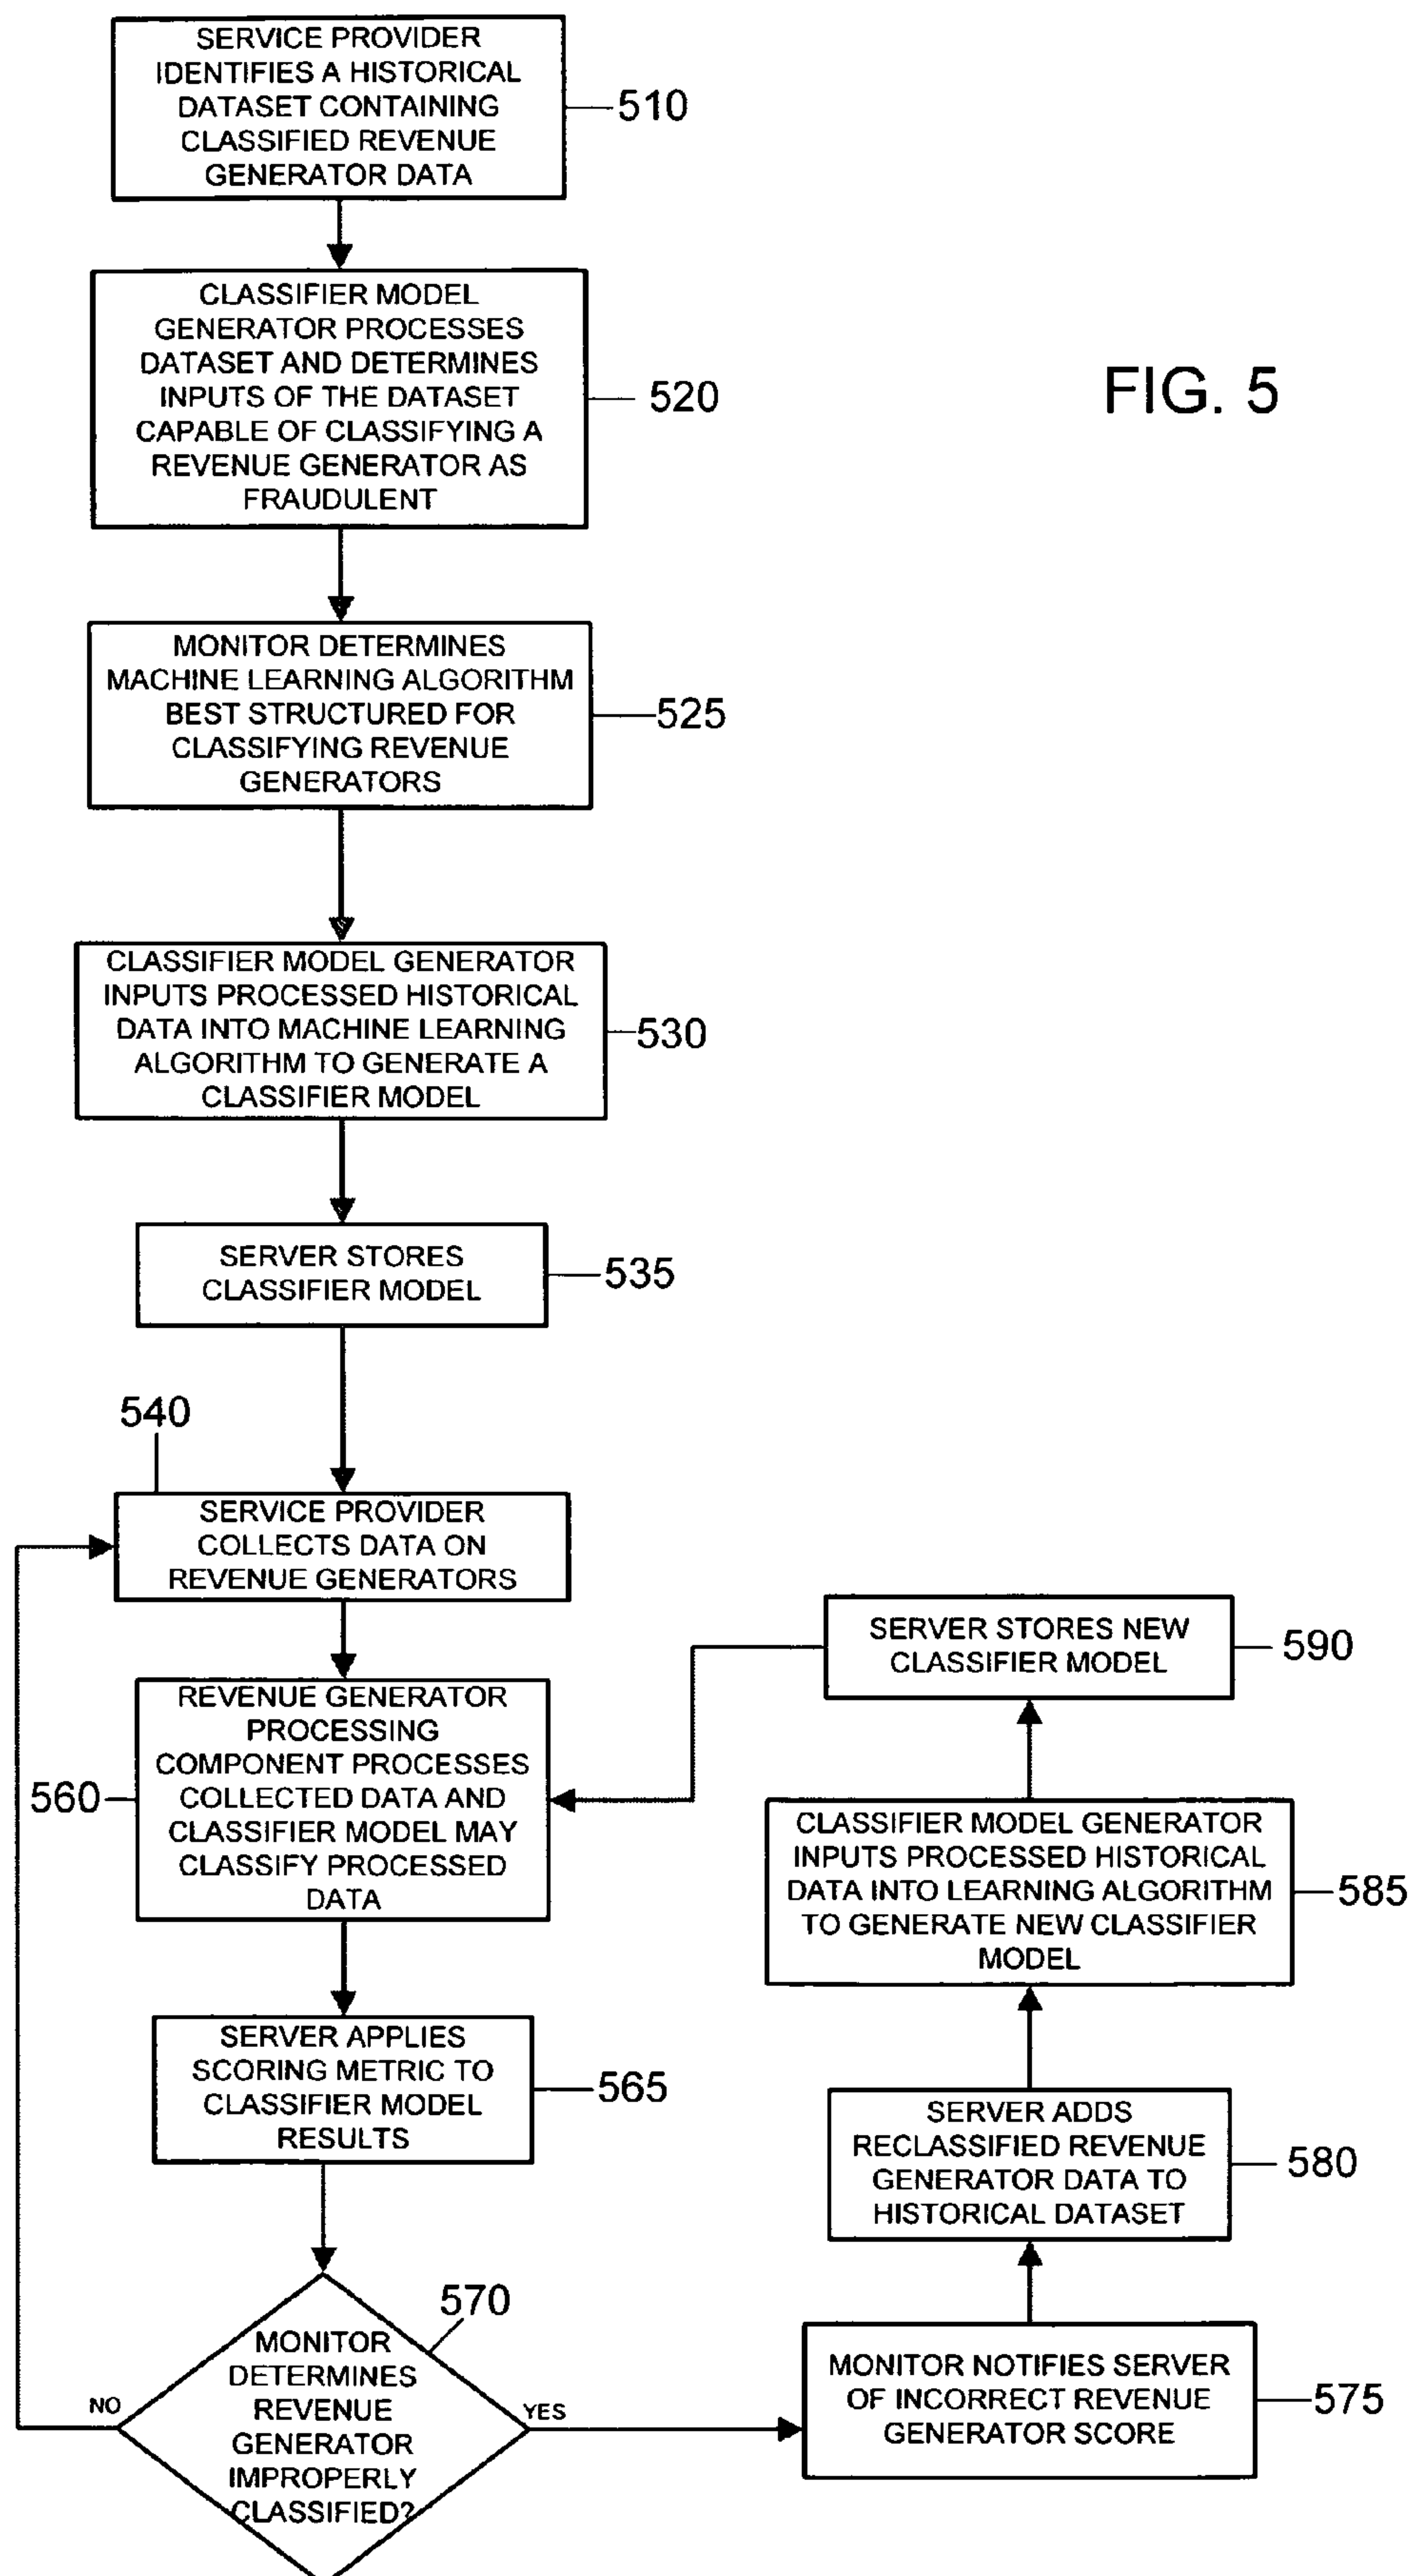 SERVICE PROVIDER
IDENTIFIES A HISTORICAL
DATASET CONTAINING
CLASSIFIED REVENUE
GENERATOR DATA
510
CLASSIFIER MODEL
GENERATOR PROCESSES
DATASET AND DETERMINES
INPUTS OF THE DATASET
CAPABLE OF CLASSIFYING A
REVENUE GENERATOR AS
FRAUDULENT
520
FIG. 5
MONITOR DETERMINES
MACHINE LEARNING ALGORITHM
BEST STRUCTURED FOR
CLASSIFYING REVENUE
GENERATORS
525
CLASSIFIER MODEL GENERATOR
INPUTS PROCESSED HISTORICAL
DATA INTO MACHINE LEARNING
ALGORITHM TO GENERATE A
CLASSIFIER MODEL
530
SERVER STORES
CLASSIFIER MODEL
535
540
SERVICE PROVIDER
COLLECTS DATA ON
REVENUE GENERATORS
REVENUE GENERATOR
PROCESSING
COMPONENT PROCESSES
COLLECTED DATA AND
CLASSIFIER MODEL MAY
CLASSIFY PROCESSED
DATA
560
SERVER APPLIES
SCORING METRIC TO
CLASSIFIER MODEL
RESULTS
565
570
MONITOR
DETERMINES
REVENUE
GENERATOR
IMPROPERLY
CLASSIFIED?
NO
YES
MONITOR NOTIFIES SERVER
OF INCORRECT REVENUE
GENERATOR SCORE
575
SERVER ADDS
RECLASSIFIED REVENUE
GENERATOR DATA TO
HISTORICAL DATASET
580
CLASSIFIER MODEL GENERATOR
INPUTS PROCESSED HISTORICAL
DATA INTO LEARNING ALGORITHM
TO GENERATE NEW CLASSIFIER
MODEL
585
SERVER STORES NEW
CLASSIFIER MODEL
590